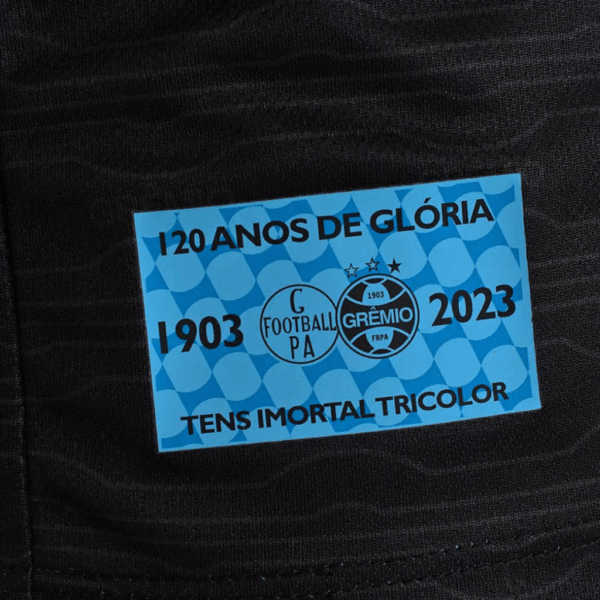 120 ANOS DE GLÓRIA
1903
G
FOOTBALL
PA
1903
GRÊMIO
FBPA
2023
TENS IMORTAL TRICOLOR